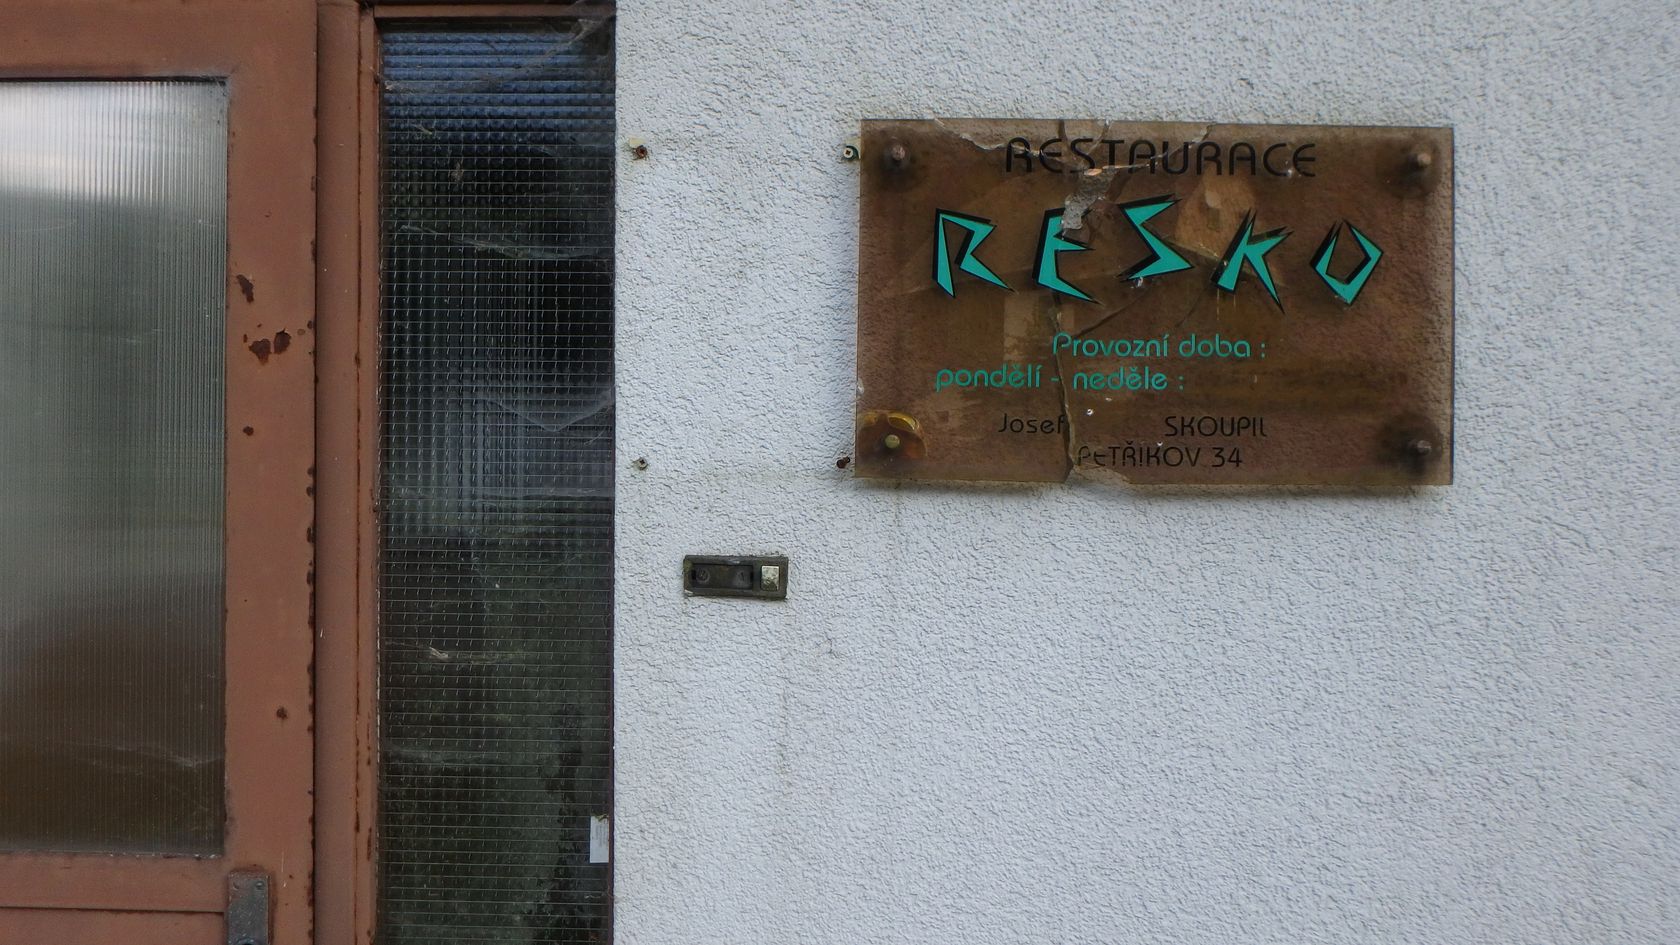 RESTAURACE
RESKO
Provozní doba :
pondělí - neděle :
Josef SKOUPIL
PETŘIKOV 34